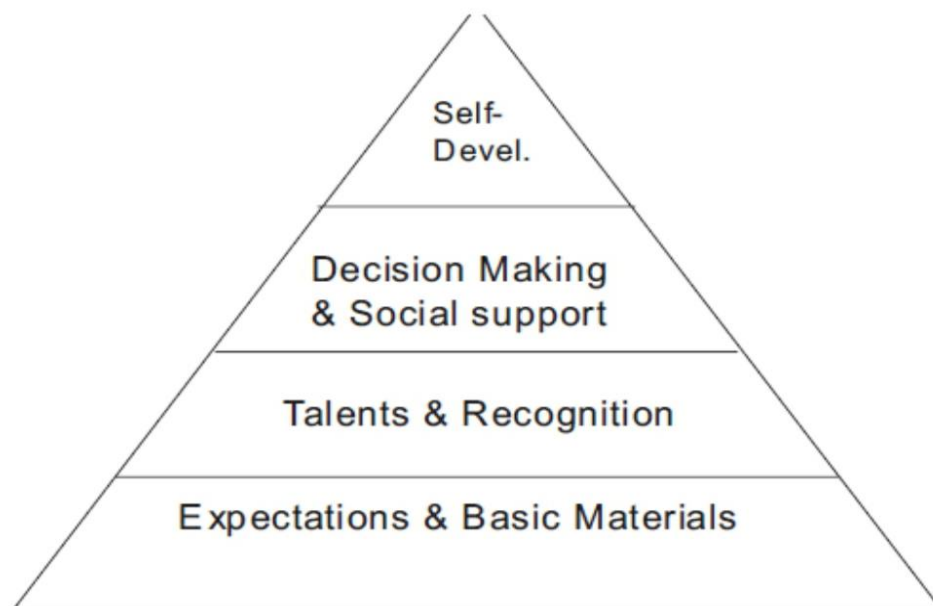 Self-
Devel.
Decision Making
& Social support
Talents & Recognition
Expectations & Basic Materials